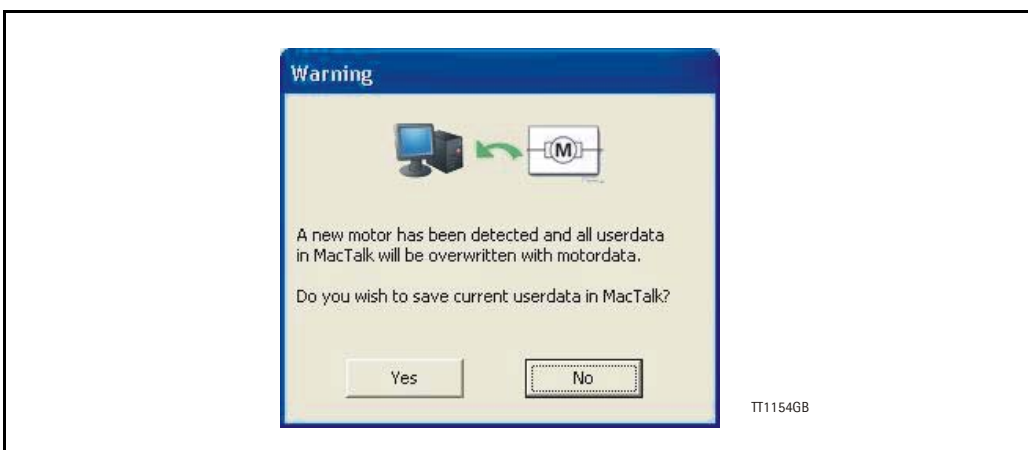 Warning
M
A new motor has been detected and all userdata
in MacTalk will be overwritten with motordata.
Do you wish to save current userdata in MacTalk?
Yes
No
TT1154GB